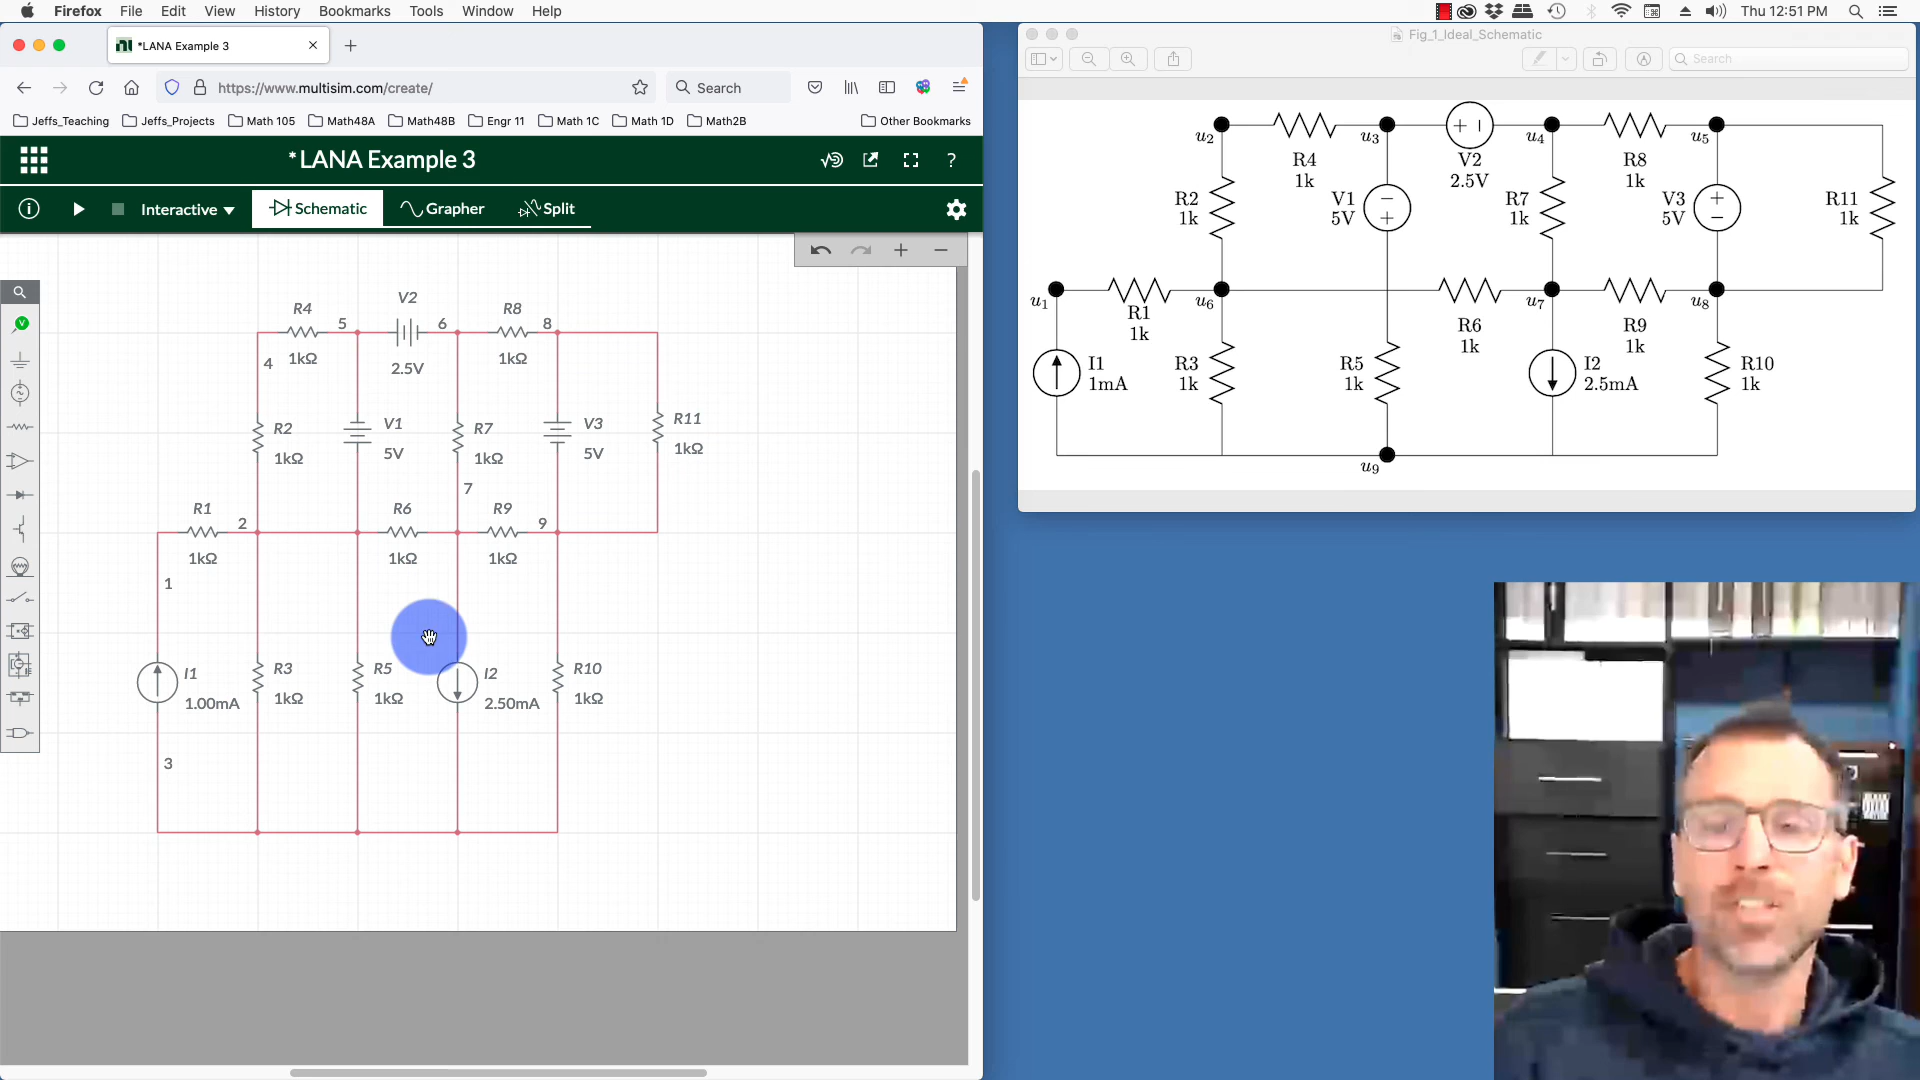 Firefox File Edit View History Bookmarks Tools Window Help
Thu 12:51 PM
*LANA Example 3
https://www.multisim.com/create/
Search
Jeffs_Teaching Jeffs_Projects Math 105 Math48A Math48B Engr 11 Math 1C Math 1D Math2B Other Bookmarks
*LANA Example 3 ?
Interactive Schematic Grapher Split
R4 V2 R8
5 6 8
4 1kΩ 2.5V 1kΩ
R2 V1 R7 V3 R11
1kΩ 5V 1kΩ 5V 1kΩ
7
R1 R6 R9
2 9
1kΩ 1kΩ 1kΩ
1
I1 R3 R5 I2 R10
1.00mA 1kΩ 1kΩ 2.50mA 1kΩ
3
Fig_1_Ideal_Schematic
Search
u2 u3 u4 u5
R4 V2 R8
1k 2.5V 1k
R2 V1 R7 V3 R11
1k 5V 1k 5V 1k
u1 u6 u7 u8
R1 R6 R9
1k 1k 1k
I1 R3 R5 I2 R10
1mA 1k 1k 2.5mA 1k
u9